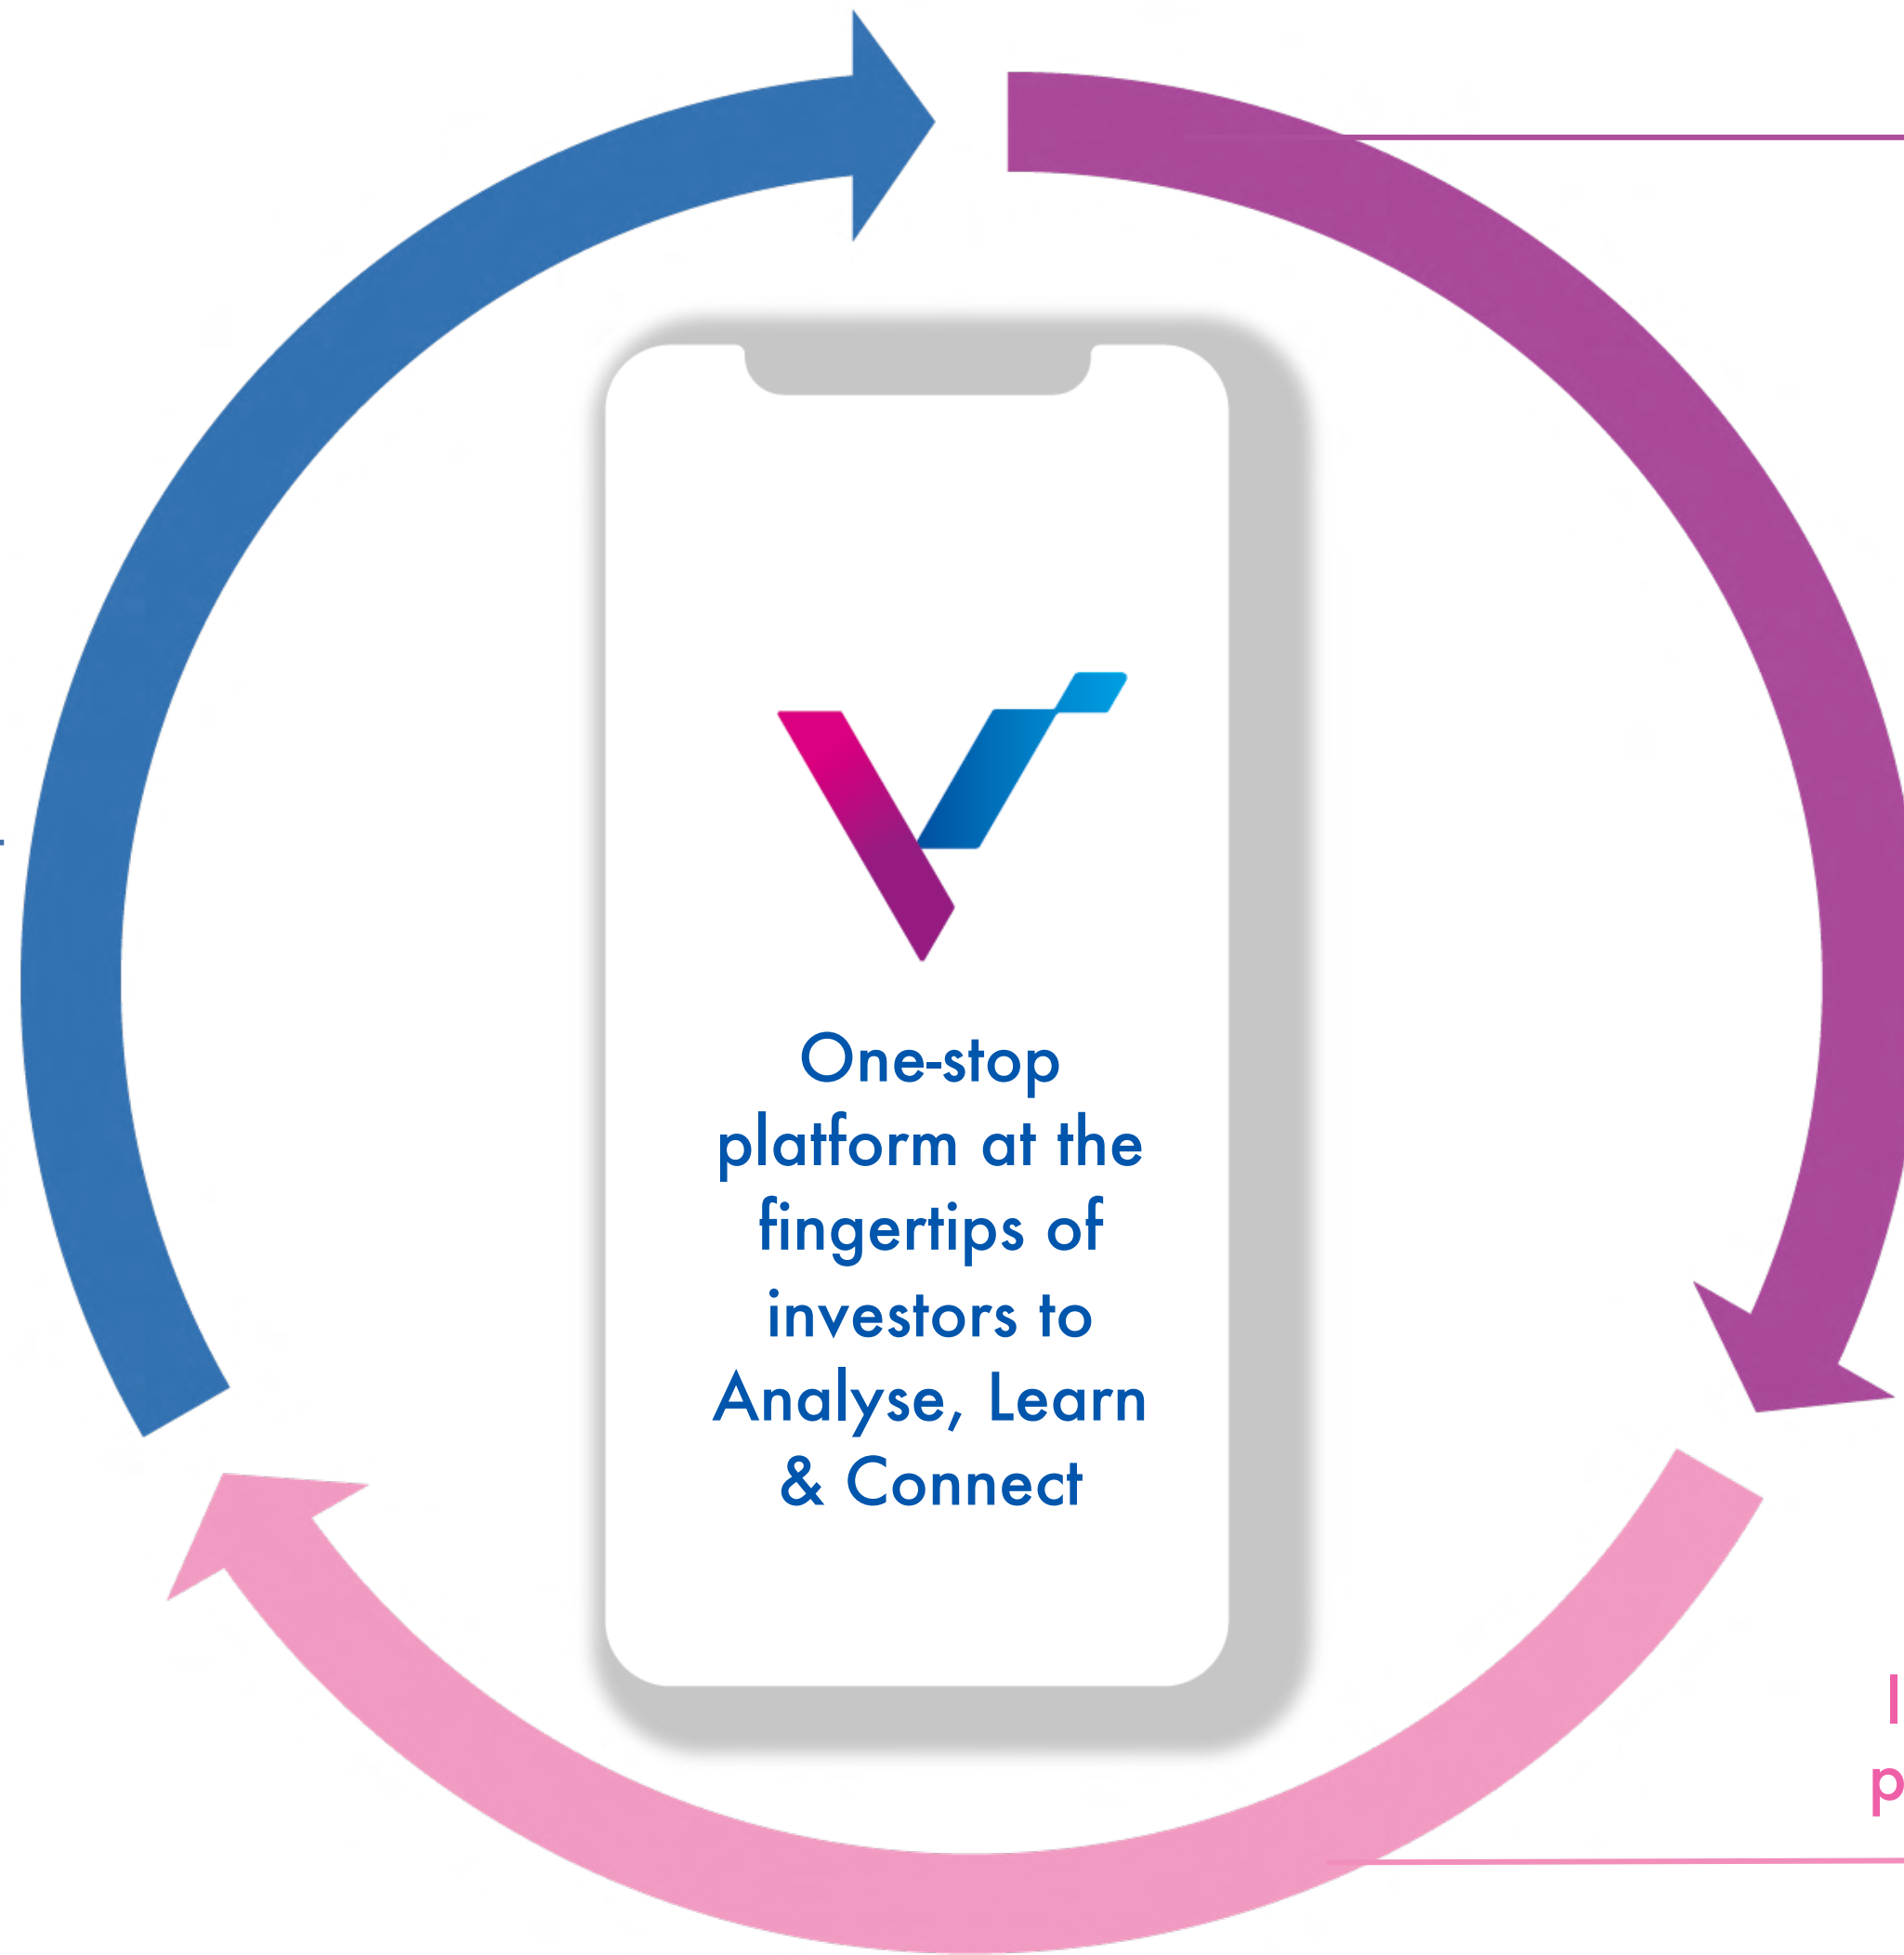 One-stop
platform at the
fingertips of
investors to
Analyse, Learn
& Connect